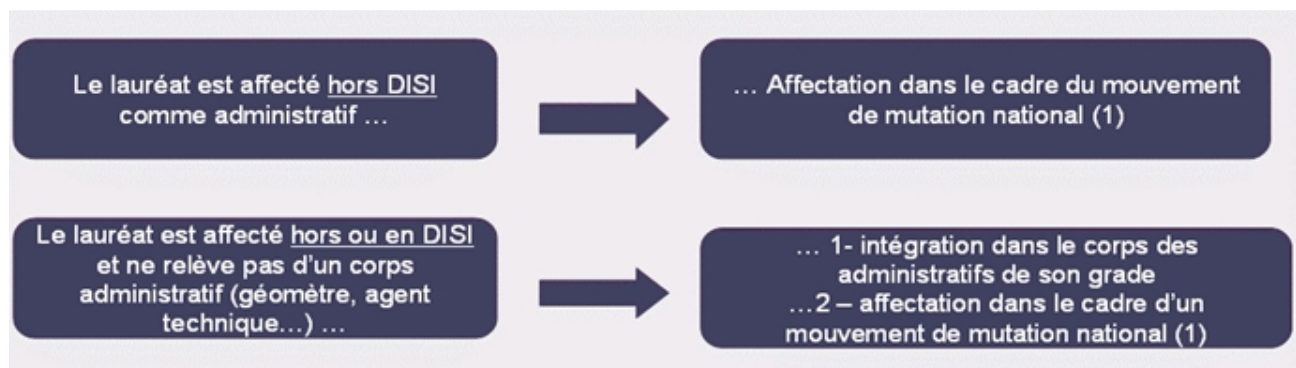 Le lauréat est affecté hors DISI
comme administratif …
… Affectation dans le cadre du mouvement
de mutation national (1)
Le lauréat est affecté hors ou en DISI
et ne relève pas d'un corps
administratif (géomètre, agent
technique…) …
… 1- intégration dans le corps des
administratifs de son grade
…2 – affectation dans le cadre d'un
mouvement de mutation national (1)